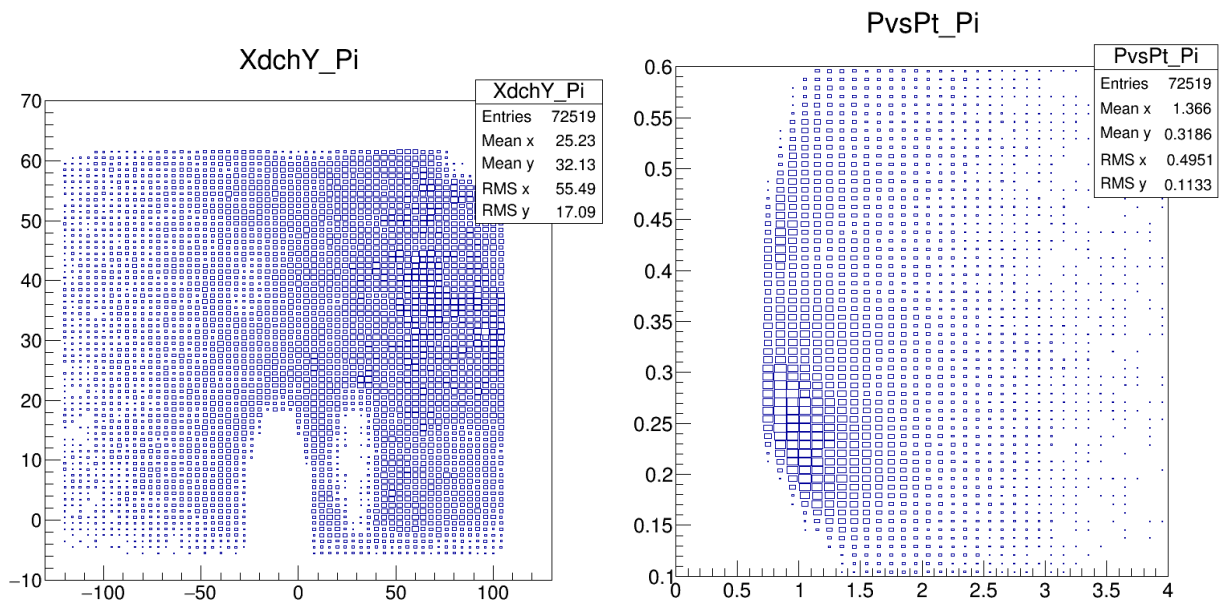 XdchY_Pi
XdchY_Pi
Entries 72519
Mean x 25.23
Mean y 32.13
RMS x 55.49
RMS y 17.09
70
60
50
40
30
20
10
0
−10
−100 −50 0 50 100
PvsPt_Pi
PvsPt_Pi
Entries 72519
Mean x 1.366
Mean y 0.3186
RMS x 0.4951
RMS y 0.1133
0.6
0.55
0.5
0.45
0.4
0.35
0.3
0.25
0.2
0.15
0.1
0 0.5 1 1.5 2 2.5 3 3.5 4